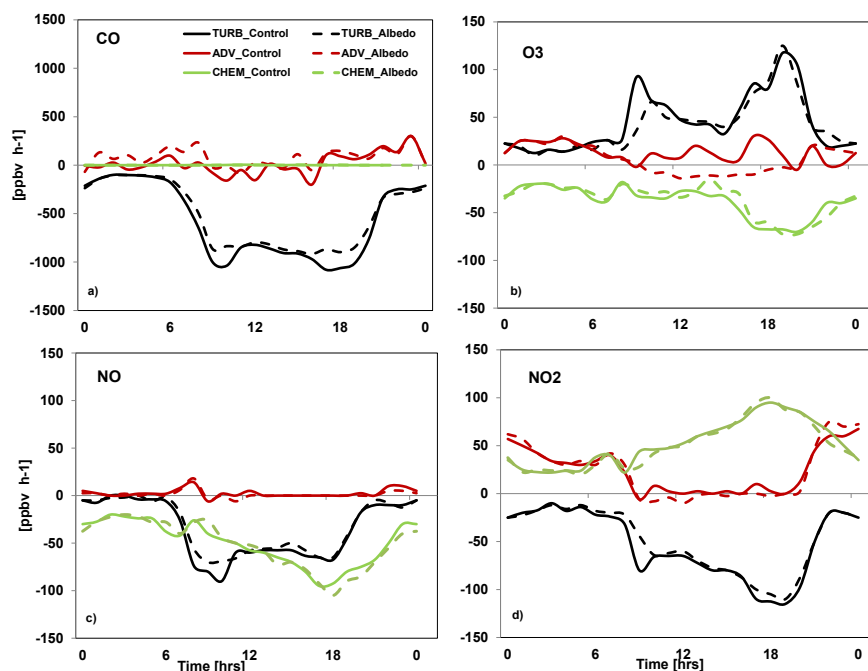 CO
TURB_Control TURB_Albedo
ADV_Control ADV_Albedo
CHEM_Control CHEM_Albedo
1500
1000
500
0
-500
-1000
-1500
[ppbv h-1]
a)
0 6 12 18 0
O3
150
100
50
0
-50
-100
-150
b)
0 6 12 18 0
NO
150
100
50
0
-50
-100
-150
[ppbv h-1]
c)
0 6 12 18 0
Time [hrs]
NO2
150
100
50
0
-50
-100
-150
d)
0 6 12 18 0
Time [hrs]